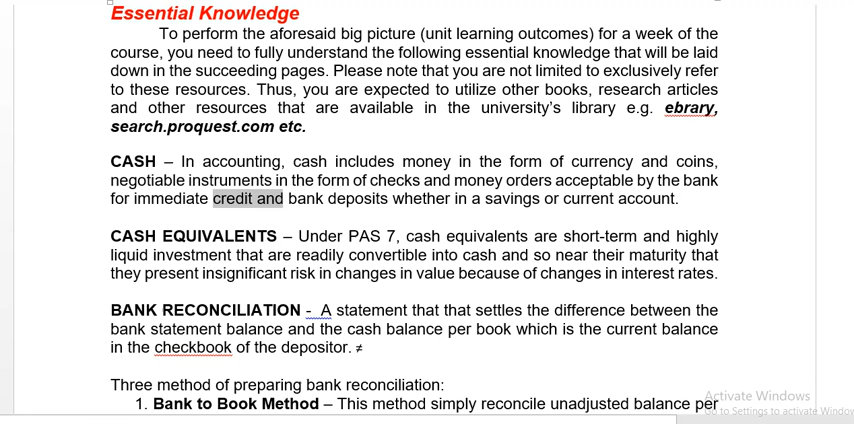 Essential Knowledge
To perform the aforesaid big picture (unit learning outcomes) for a week of the
course, you need to fully understand the following essential knowledge that will be laid
down in the succeeding pages. Please note that you are not limited to exclusively refer
to these resources. Thus, you are expected to utilize other books, research articles
and other resources that are available in the university's library e.g. ebrary,
search.proquest.com etc.
CASH – In accounting, cash includes money in the form of currency and coins,
negotiable instruments in the form of checks and money orders acceptable by the bank
for immediate credit and bank deposits whether in a savings or current account.
CASH EQUIVALENTS – Under PAS 7, cash equivalents are short-term and highly
liquid investment that are readily convertible into cash and so near their maturity that
they present insignificant risk in changes in value because of changes in interest rates.
BANK RECONCILIATION - A statement that that settles the difference between the
bank statement balance and the cash balance per book which is the current balance
in the checkbook of the depositor. ≠
Three method of preparing bank reconciliation:
1. Bank to Book Method – This method simply reconcile unadjusted balance per
Activate Windows
Go to Settings to activate Window